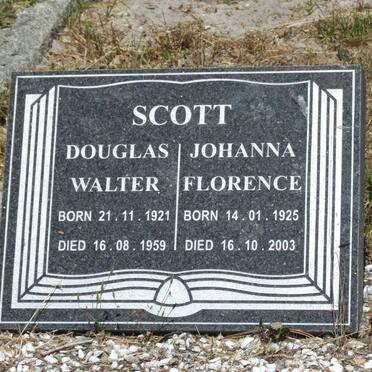 SCOTT
DOUGLAS JOHANNA
WALTER FLORENCE
BORN 21 . 11 . 1921 BORN 14 . 01 . 1925
DIED 16 . 08 . 1959 DIED 16 . 10 . 2003